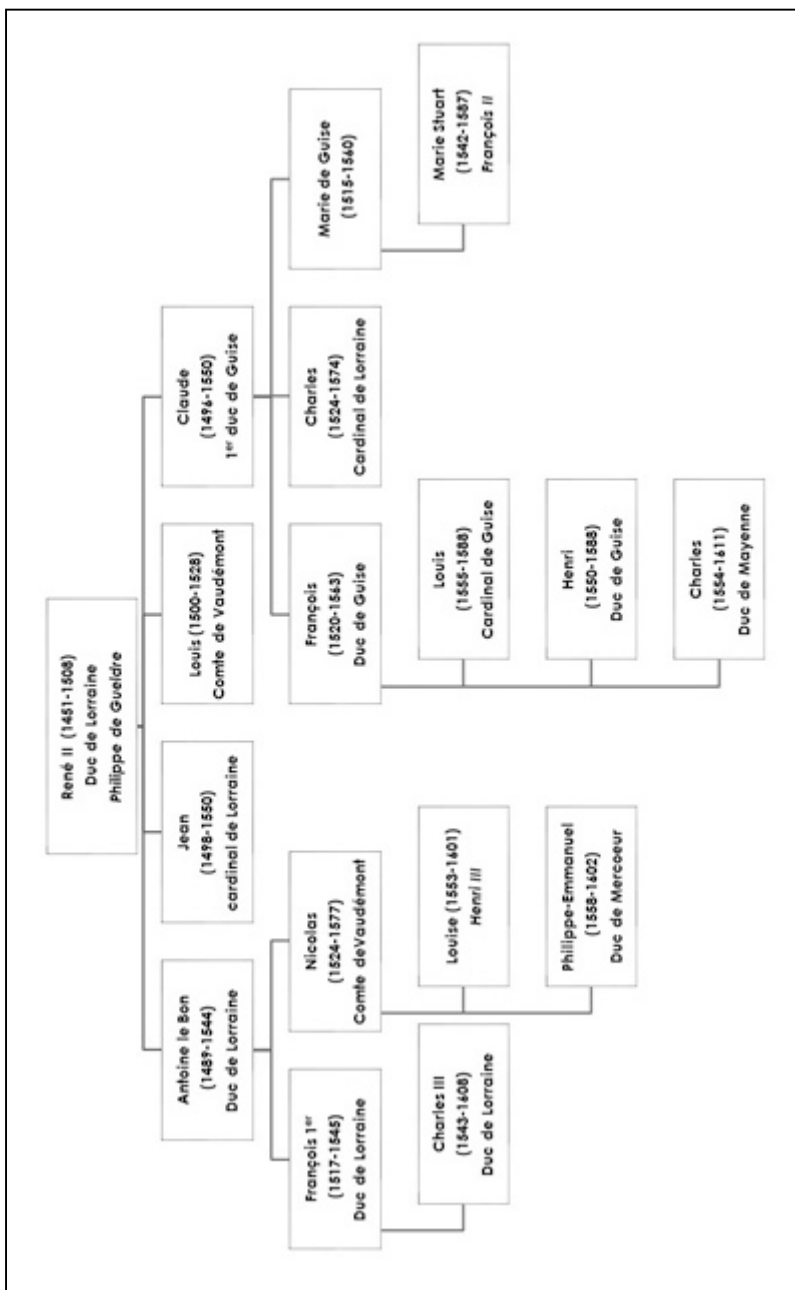 René II (1451-1508)
Duc de Lorraine
Philippe de Gueldre
Antoine le Bon
(1489-1544)
Duc de Lorraine
Jean
(1498-1550)
cardinal de Lorraine
Louis (1500-1528)
Comte de Vaudémont
Claude
(1496-1550)
1er duc de Guise
François 1er
(1517-1545)
Duc de Lorraine
Nicolas
(1524-1577)
Comte deVaudémont
François
(1520-1563)
Duc de Guise
Charles
(1524-1574)
Cardinal de Lorraine
Marie de Guise
(1515-1560)
Charles III
(1543-1608)
Duc de Lorraine
Louise (1553-1601)
Henri III
Philippe-Emmanuel
(1558-1602)
Duc de Mercoeur
Louis
(1555-1588)
Cardinal de Guise
Henri
(1550-1588)
Duc de Guise
Charles
(1554-1611)
Duc de Mayenne
Marie Stuart
(1542-1587)
François II